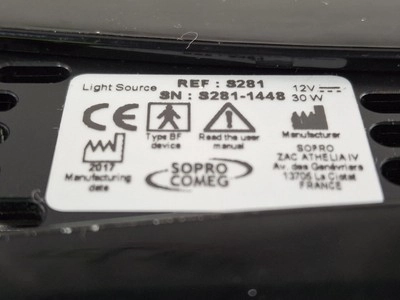 Light Source REF : S281 12V
SN : S281-1448 30W
CE Type BF device Read the user manual Manufacturer
2017 Manufacturing date
SOPRO COMEG
SOPRO
ZAC ATHELIA IV
Av. des Genévriers
13705 La Ciotat
FRANCE